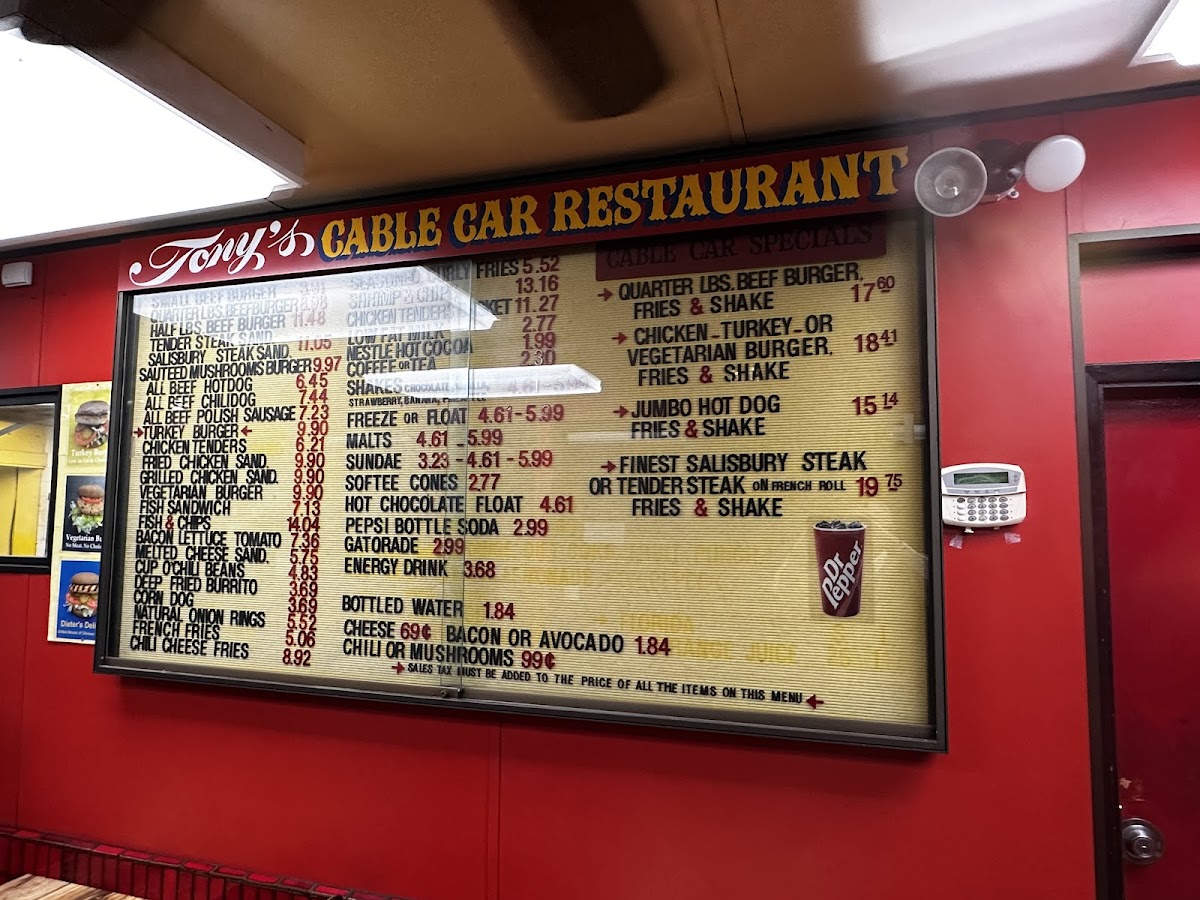 Tony's CABLE CAR RESTAURANT
SMALL BEEF BURGER
QUARTER LBS. BEEF BURGER
HALF LBS. BEEF BURGER 11.48
TENDER STEAK SAND.
SALISBURY STEAK SAND. 11.05
SAUTEED MUSHROOMS BURGER 9.97
ALL BEEF HOTDOG 6.45
ALL BEEF CHILIDOG 7.44
ALL BEEF POLISH SAUSAGE 7.23
TURKEY BURGER 9.90
CHICKEN TENDERS 6.21
FRIED CHICKEN SAND. 9.90
GRILLED CHICKEN SAND. 9.90
VEGETARIAN BURGER 9.90
FISH SANDWICH 7.13
FISH & CHIPS 14.04
BACON LETTUCE TOMATO 7.36
MELTED CHEESE SAND. 5.75
CUP O'CHILI BEANS 4.83
DEEP FRIED BURRITO 3.69
CORN DOG 3.69
NATURAL ONION RINGS 5.52
FRENCH FRIES 5.06
CHILI CHEESE FRIES 8.92
SEASONED CURLY FRIES 5.52
SHRIMP & CHIPS 13.16
CHICKEN TENDERS 11.27
LOW FAT MILK 2.77
NESTLE HOT COCOA 1.99
COFFEE OR TEA
SHAKES CHOCOLATE 4.61-5.99
STRAWBERRY, BANANA,
FREEZE OR FLOAT 4.61-5.99
MALTS 4.61-5.99
SUNDAE 3.23-4.61-5.99
SOFTEE CONES 2.77
HOT CHOCOLATE FLOAT 4.61
PEPSI BOTTLE SODA 2.99
GATORADE 2.99
ENERGY DRINK 3.68
BOTTLED WATER 1.84
CHEESE 69¢ BACON OR AVOCADO 1.84
CHILI OR MUSHROOMS 99¢
SALES TAX MUST BE ADDED TO THE PRICE OF ALL THE ITEMS ON THIS MENU
CABLE CAR SPECIALS
QUARTER LBS. BEEF BURGER, 17.60
FRIES & SHAKE
CHICKEN-TURKEY-OR
VEGETARIAN BURGER, 18.41
FRIES & SHAKE
JUMBO HOT DOG 15.14
FRIES & SHAKE
FINEST SALISBURY STEAK
OR TENDER STEAK ON FRENCH ROLL 19.75
FRIES & SHAKE
Dr Pepper